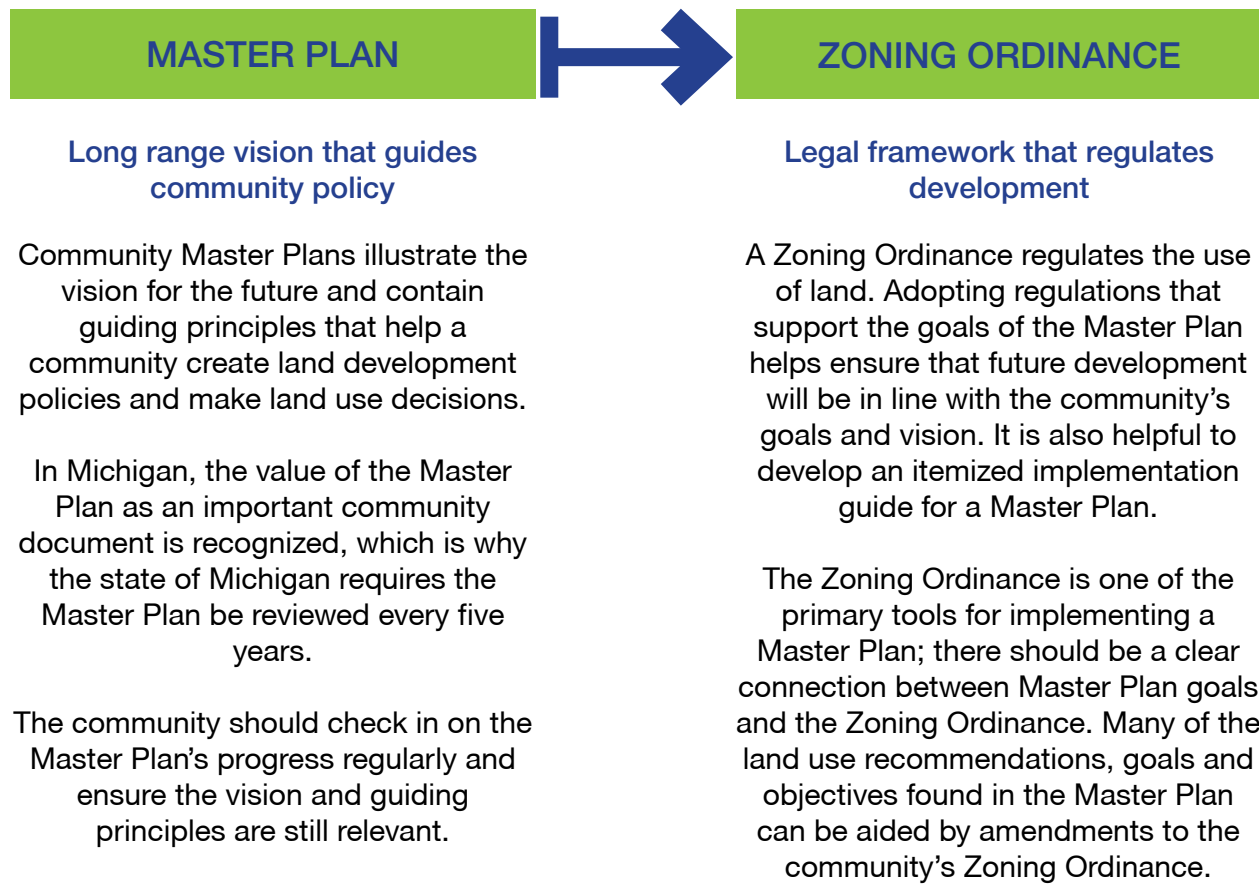 MASTER PLAN
Long range vision that guides
community policy
Community Master Plans illustrate the
vision for the future and contain
guiding principles that help a
community create land development
policies and make land use decisions.
In Michigan, the value of the Master
Plan as an important community
document is recognized, which is why
the state of Michigan requires the
Master Plan be reviewed every five
years.
The community should check in on the
Master Plan’s progress regularly and
ensure the vision and guiding
principles are still relevant.
ZONING ORDINANCE
Legal framework that regulates
development
A Zoning Ordinance regulates the use
of land. Adopting regulations that
support the goals of the Master Plan
helps ensure that future development
will be in line with the community’s
goals and vision. It is also helpful to
develop an itemized implementation
guide for a Master Plan.
The Zoning Ordinance is one of the
primary tools for implementing a
Master Plan; there should be a clear
connection between Master Plan goals
and the Zoning Ordinance. Many of the
land use recommendations, goals and
objectives found in the Master Plan
can be aided by amendments to the
community’s Zoning Ordinance.